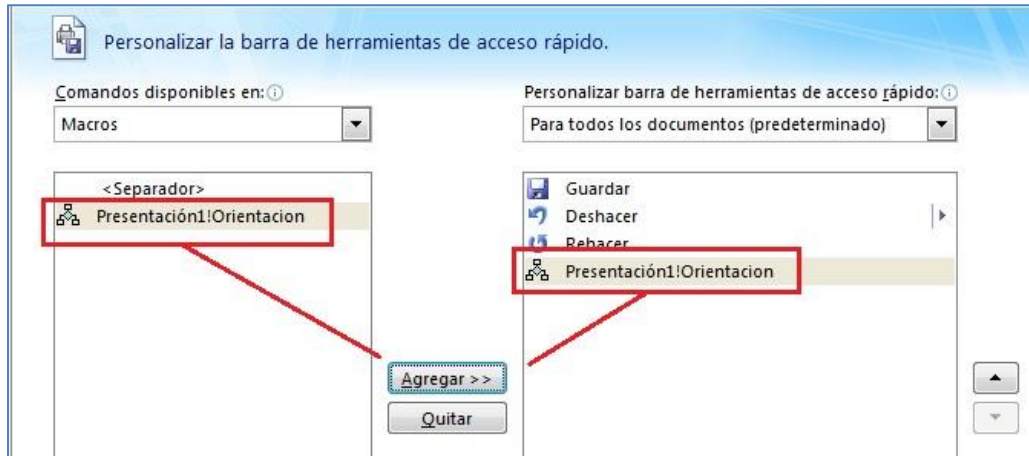 Personalizar la barra de herramientas de acceso rápido.
Comandos disponibles en:
Macros
<Separador>
Presentación1!Orientacion
Personalizar barra de herramientas de acceso rápido:
Para todos los documentos (predeterminado)
Guardar
Deshacer
Rehacer
Presentación1!Orientacion
Agregar >>
Quitar